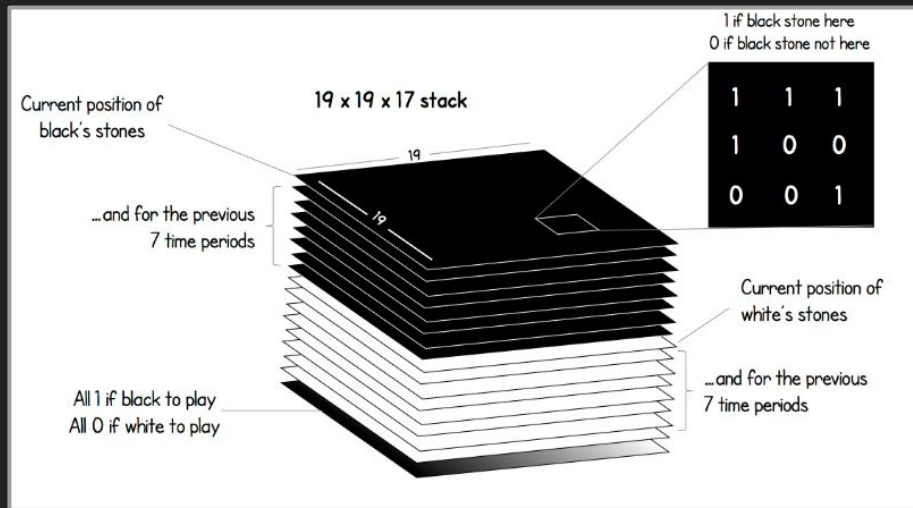 1 if black stone here
0 if black stone not here
1 1 1
1 0 0
0 0 1
Current position of
black's stones
19 x 19 x 17 stack
19
19
...and for the previous
7 time periods
Current position of
white's stones
...and for the previous
7 time periods
All 1 if black to play
All 0 if white to play